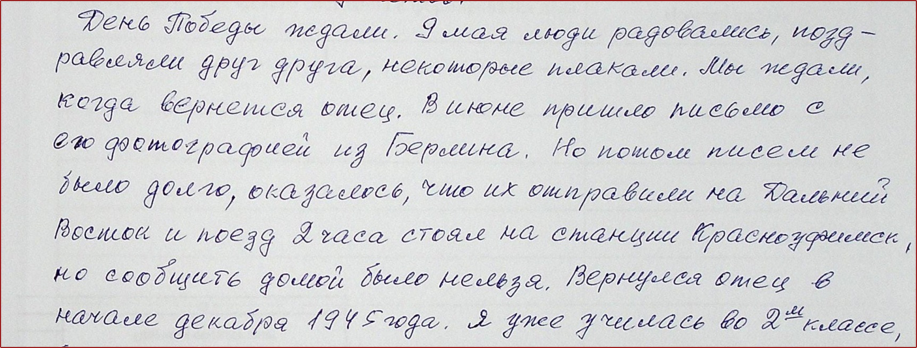 День Победы ждали. 9 мая люди радовались, позд-
равляли друг друга, некоторые плакали. Мы ждали,
когда вернется отец. В июне пришло письмо с
его фотографией из Берлина. Но потом писем не
было долго, оказалось, что их отправили на Дальний
Восток и поезд 2 часа стоял на станции Красноуфимск,
но сообщить домой было нельзя. Вернулся отец в
начале декабря 1945 года. Я уже училась во 2м классе,